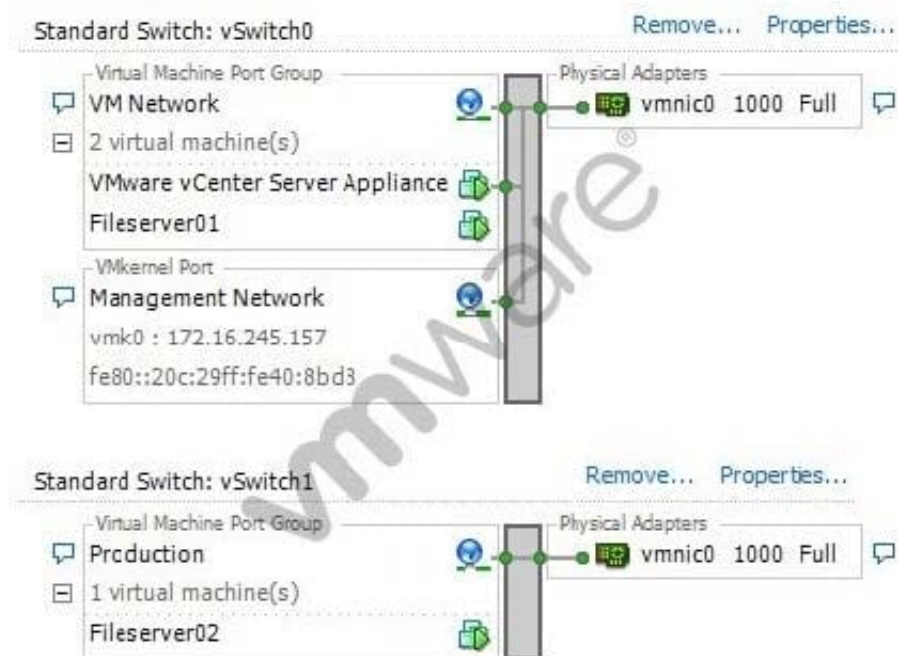 Standard Switch: vSwitch0 Remove... Properties...
Virtual Machine Port Group Physical Adapters
VM Network vmnic0 1000 Full
2 virtual machine(s)
VMware vCenter Server Appliance
Fileserver01
VMkernel Port
Management Network
vmk0 : 172.16.245.157
fe80::20c:29ff:fe40:8bd3
vmware®
Standard Switch: vSwitch1 Remove... Properties...
Virtual Machine Port Group Physical Adapters
Production vmnic0 1000 Full
1 virtual machine(s)
Fileserver02